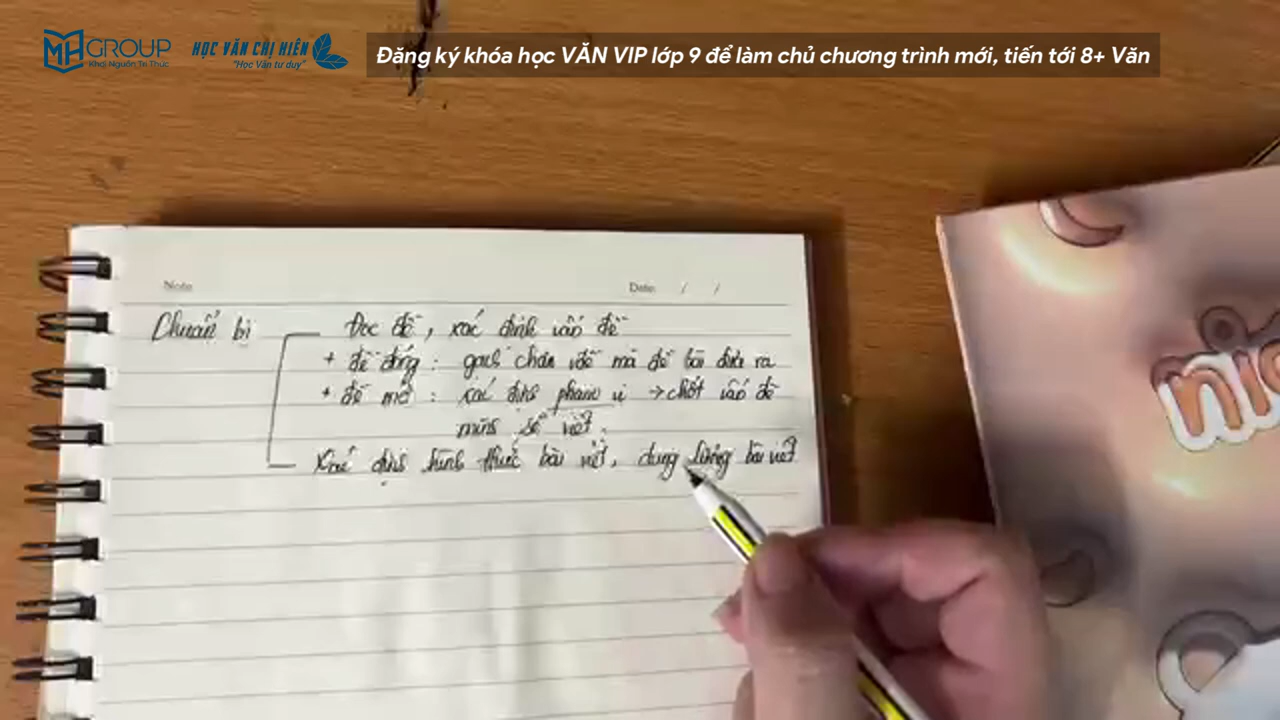 MH GROUP
Khơi Nguồn Tri Thức
HỌC VĂN CHỊ HIÊN
"Học Văn tư duy"
Đăng ký khóa học VĂN VIP lớp 9 để làm chủ chương trình mới, tiến tới 8+ Văn
Note
Date: / /
Chuẩn bị
Đọc đề, xác định vấn đề
+ đề đóng : gạch chân vđề mà đề bài đưa ra
+ đề mở : xác định phạm vi → chốt vấn đề
mình sẽ viết.
Xác định hình thức bài viết, dung lượng bài viết